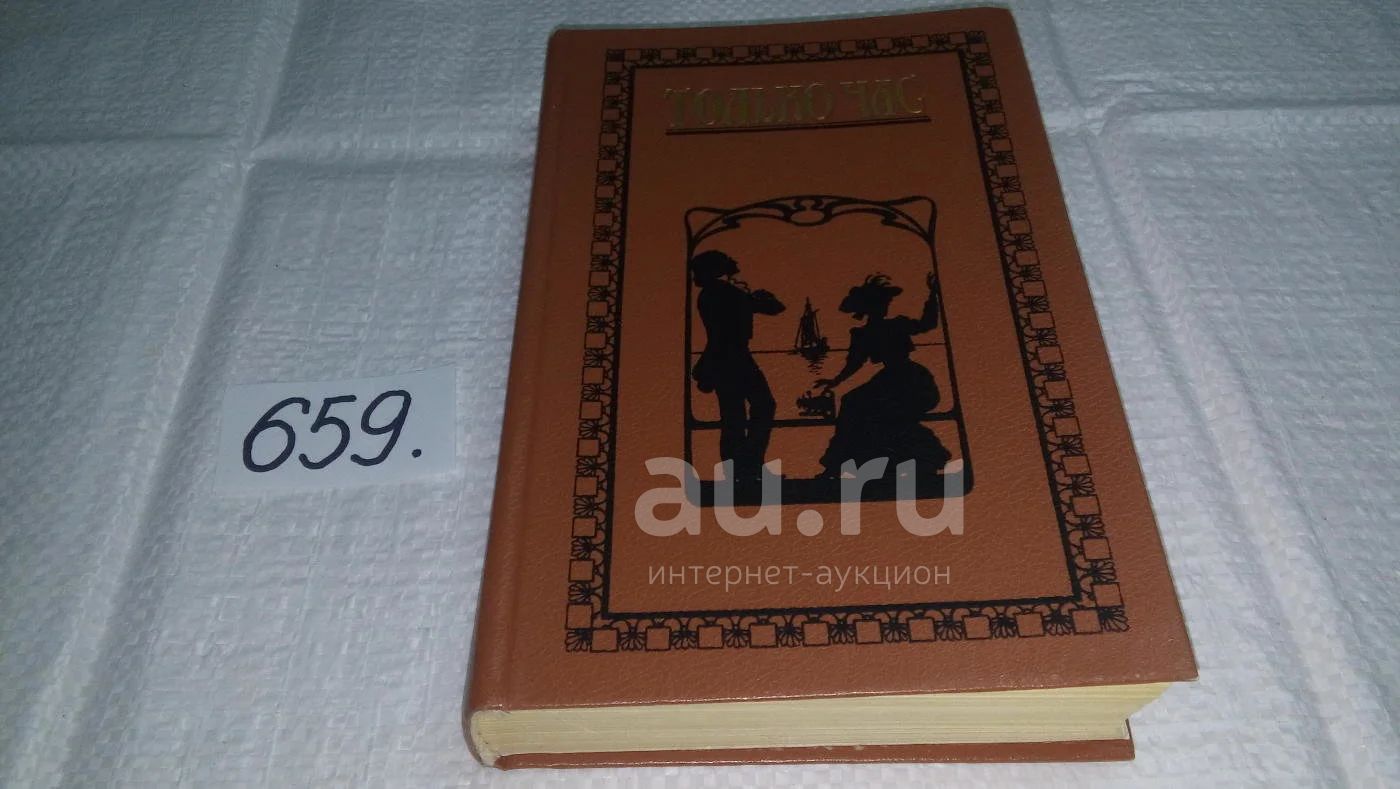 ТОЛЬКО ЧАС
659.
au.ru
интернет-аукцион